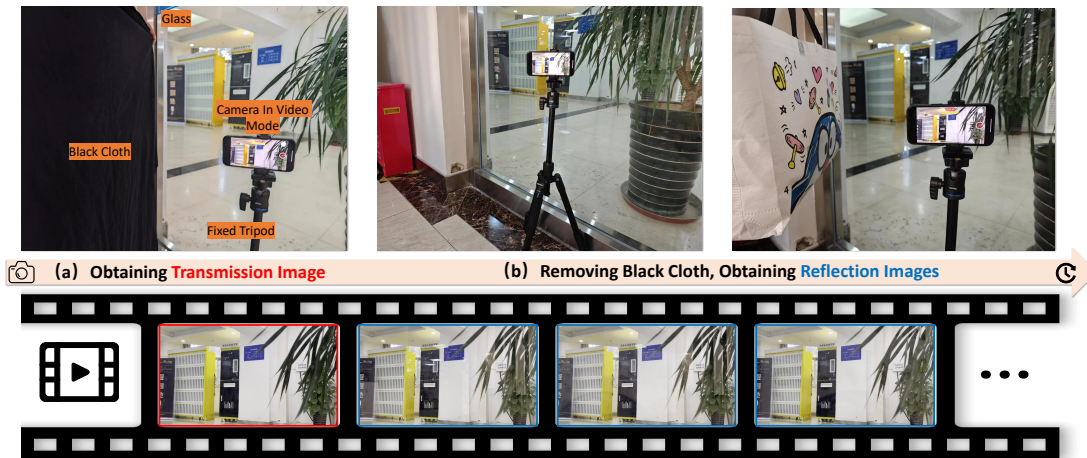 Glass
Camera In Video
Mode
Black Cloth
Fixed Tripod
(a) Obtaining Transmission Image
(b) Removing Black Cloth, Obtaining Reflection Images